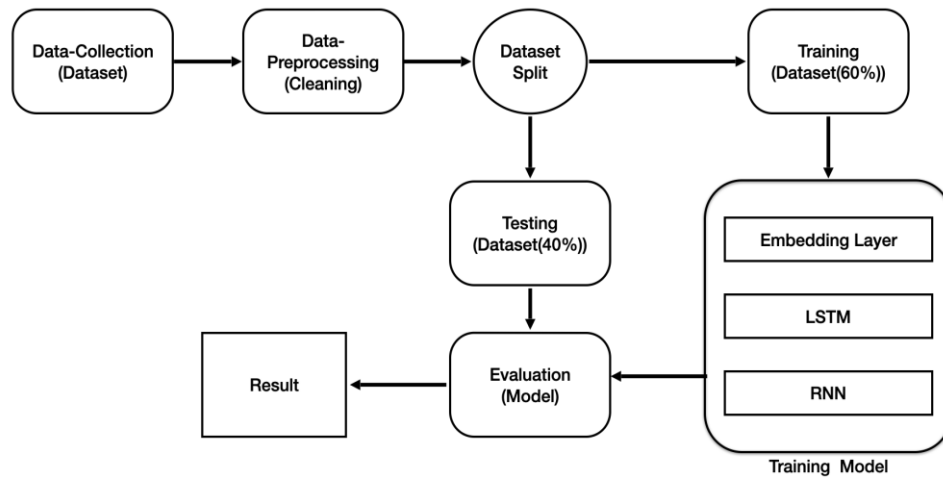 Data-Collection
(Dataset)
Data-
Preprocessing
(Cleaning)
Dataset
Split
Training
(Dataset(60%))
Testing
(Dataset(40%))
Embedding Layer
LSTM
RNN
Training Model
Evaluation
(Model)
Result